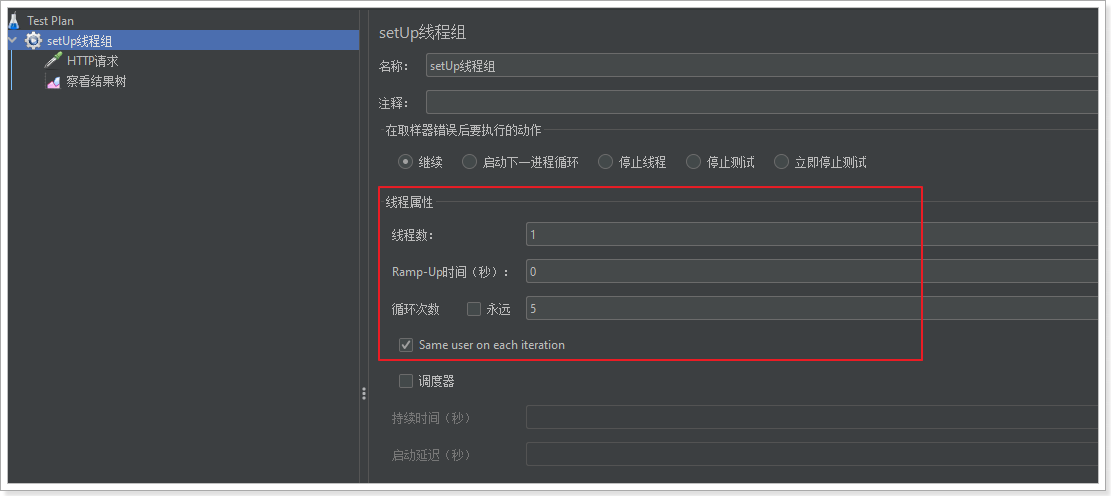 Test Plan
setUp线程组
HTTP请求
察看结果树
setUp线程组
名称： setUp线程组
注释：
在取样器错误后要执行的动作
继续 启动下一进程循环 停止线程 停止测试 立即停止测试
线程属性
线程数： 1
Ramp-Up时间（秒）： 0
循环次数 永远 5
Same user on each iteration
调度器
持续时间（秒）
启动延迟（秒）